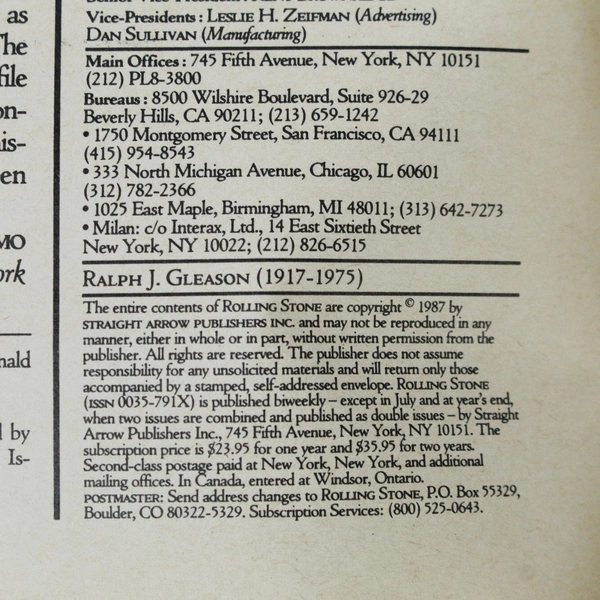 as
The
file
on-
is-
en
MO
ork
nald
d by
Is-
Vice-Presidents: LESLIE H. ZEIFMAN (Advertising)
DAN SULLIVAN (Manufacturing)
Main Offices: 745 Fifth Avenue, New York, NY 10151
(212) PL8-3800
Bureaus: 8500 Wilshire Boulevard, Suite 926-29
Beverly Hills, CA 90211; (213) 659-1242
• 1750 Montgomery Street, San Francisco, CA 94111
(415) 954-8543
• 333 North Michigan Avenue, Chicago, IL 60601
(312) 782-2366
• 1025 East Maple, Birmingham, MI 48011; (313) 642-7273
• Milan: c/o Interax, Ltd., 14 East Sixtieth Street
New York, NY 10022; (212) 826-6515
RALPH J. GLEASON (1917-1975)
The entire contents of ROLLING STONE are copyright © 1987 by
STRAIGHT ARROW PUBLISHERS INC. and may not be reproduced in any
manner, either in whole or in part, without written permission from the
publisher. All rights are reserved. The publisher does not assume
responsibility for any unsolicited materials and will return only those
accompanied by a stamped, self-addressed envelope. ROLLING STONE
(ISSN 0035-791X) is published biweekly – except in July and at year's end,
when two issues are combined and published as double issues – by Straight
Arrow Publishers Inc., 745 Fifth Avenue, New York, NY 10151. The
subscription price is $23.95 for one year and $35.95 for two years.
Second-class postage paid at New York, New York, and additional
mailing offices. In Canada, entered at Windsor, Ontario.
POSTMASTER: Send address changes to ROLLING STONE, P.O. Box 55329,
Boulder, CO 80322-5329. Subscription Services: (800) 525-0643.